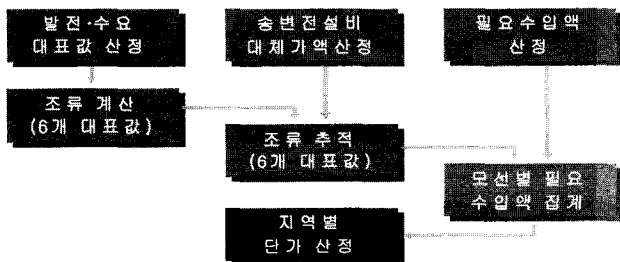 발전·수요
대표값 산정
송변전설비
대체가액산정
필요수입액
산정
조류 계산
(6개 대표값)
조류 추적
(6개 대표값)
모선별 필요
수입액 집계
지역별
단가 산정